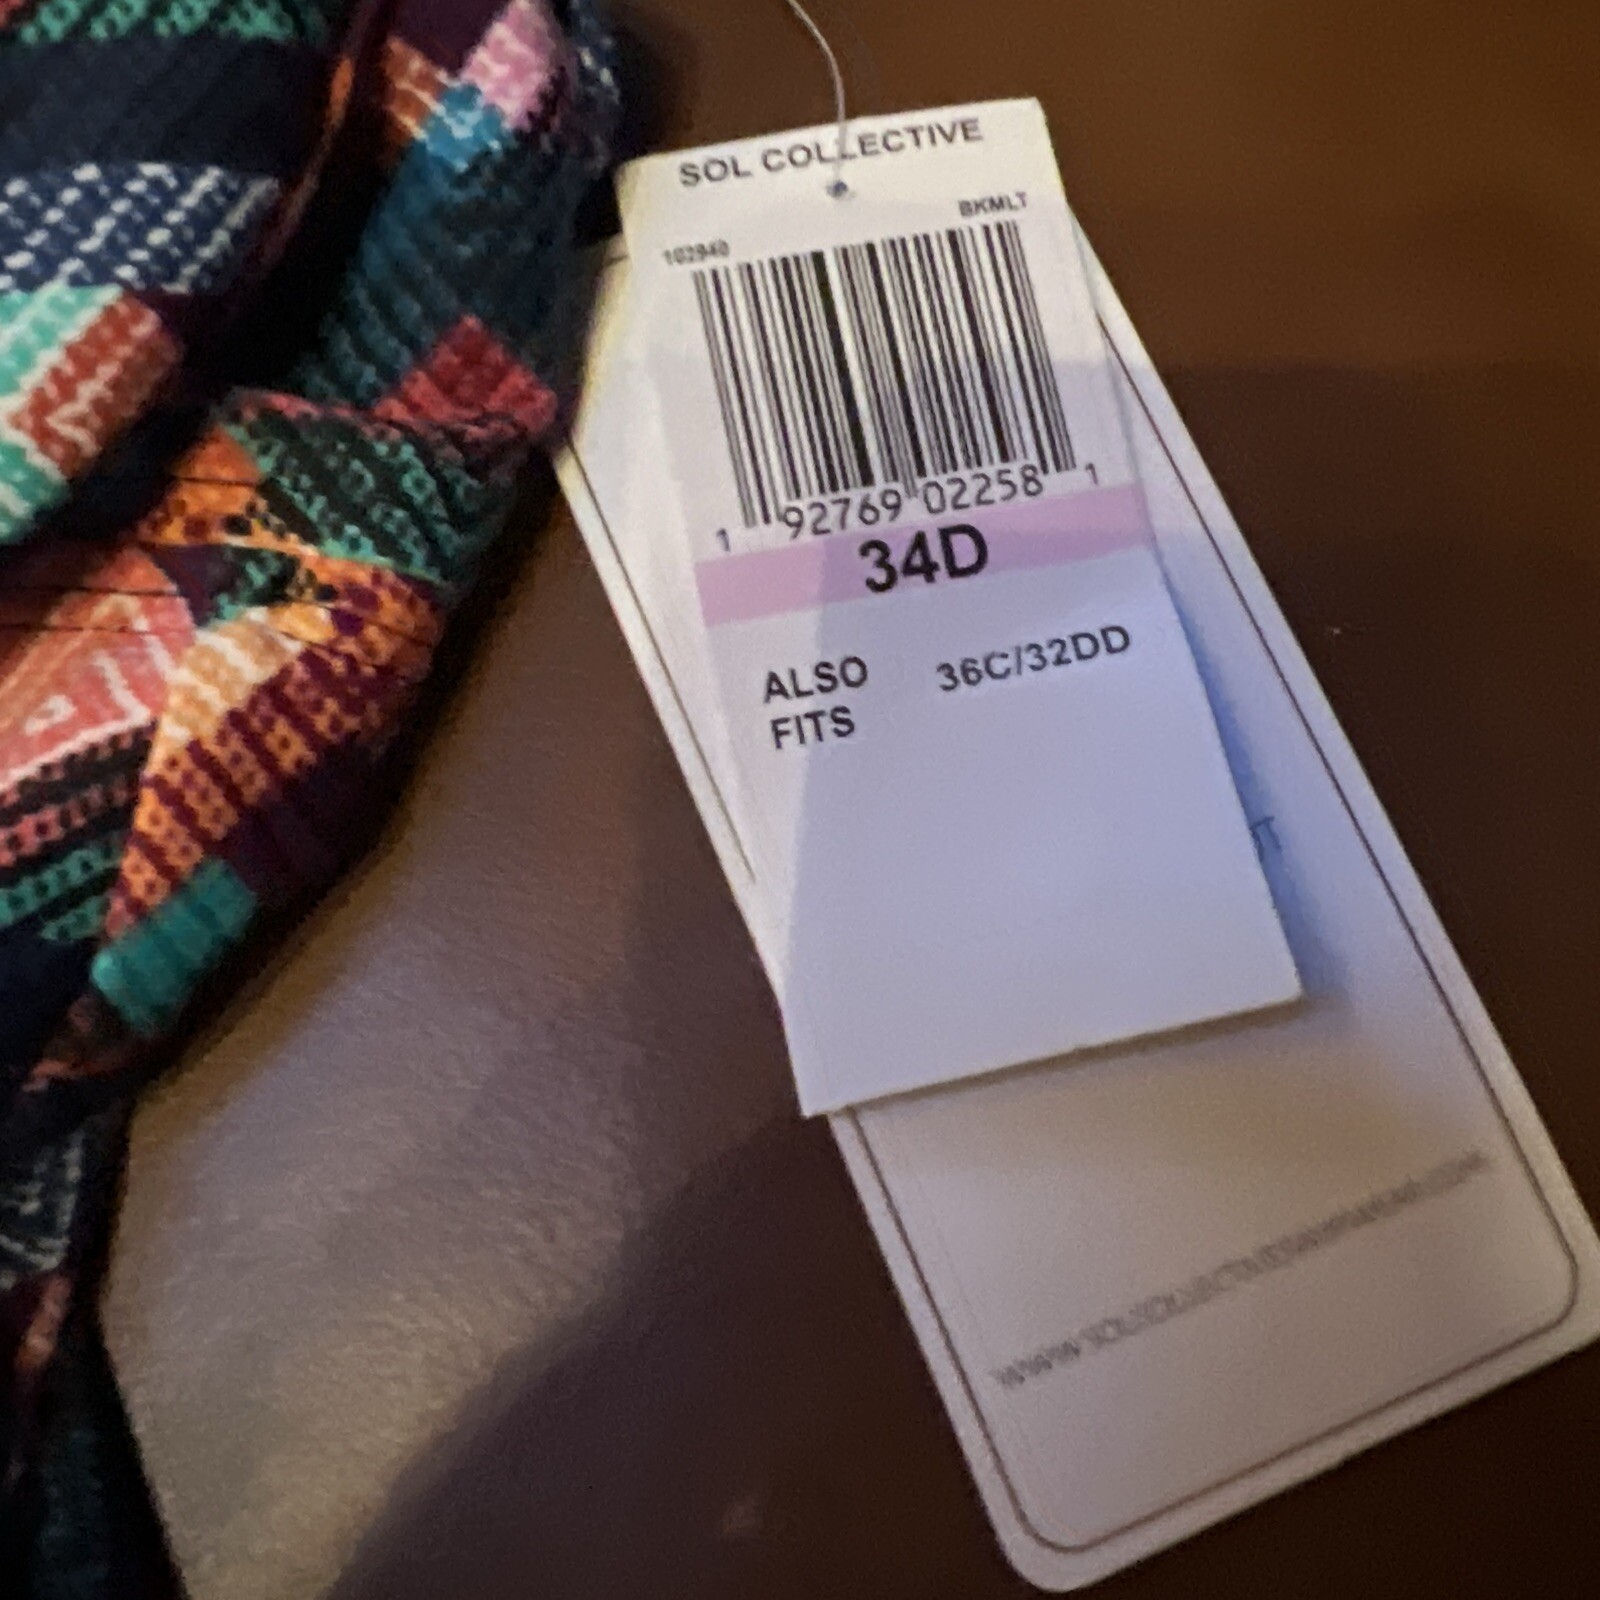 SOL COLLECTIVE
BKMLT
102940
1 92769 02258 1
34D
ALSO 36C/32DD
FITS